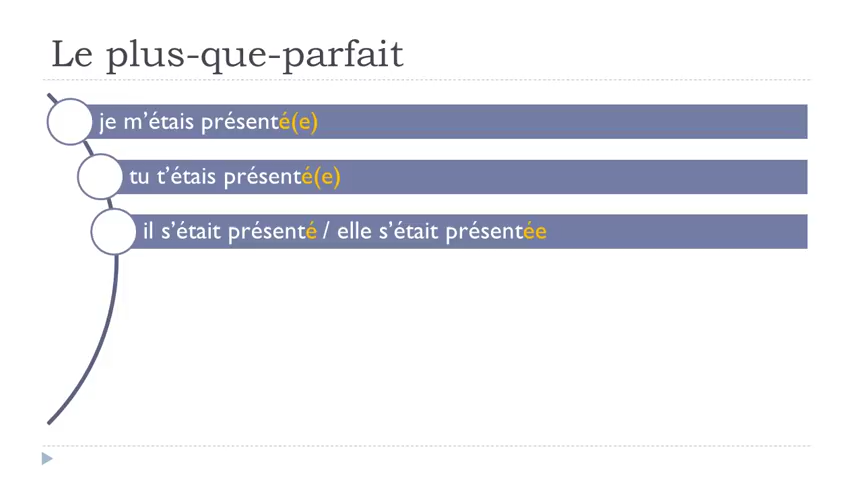 Le plus-que-parfait
je m’étais présenté(e)
tu t’étais présenté(e)
il s’était présenté / elle s’était présentée